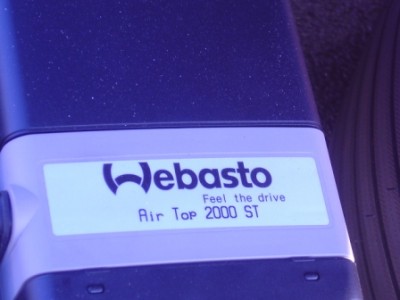 Webasto
Feel the drive
Air Top 2000 ST